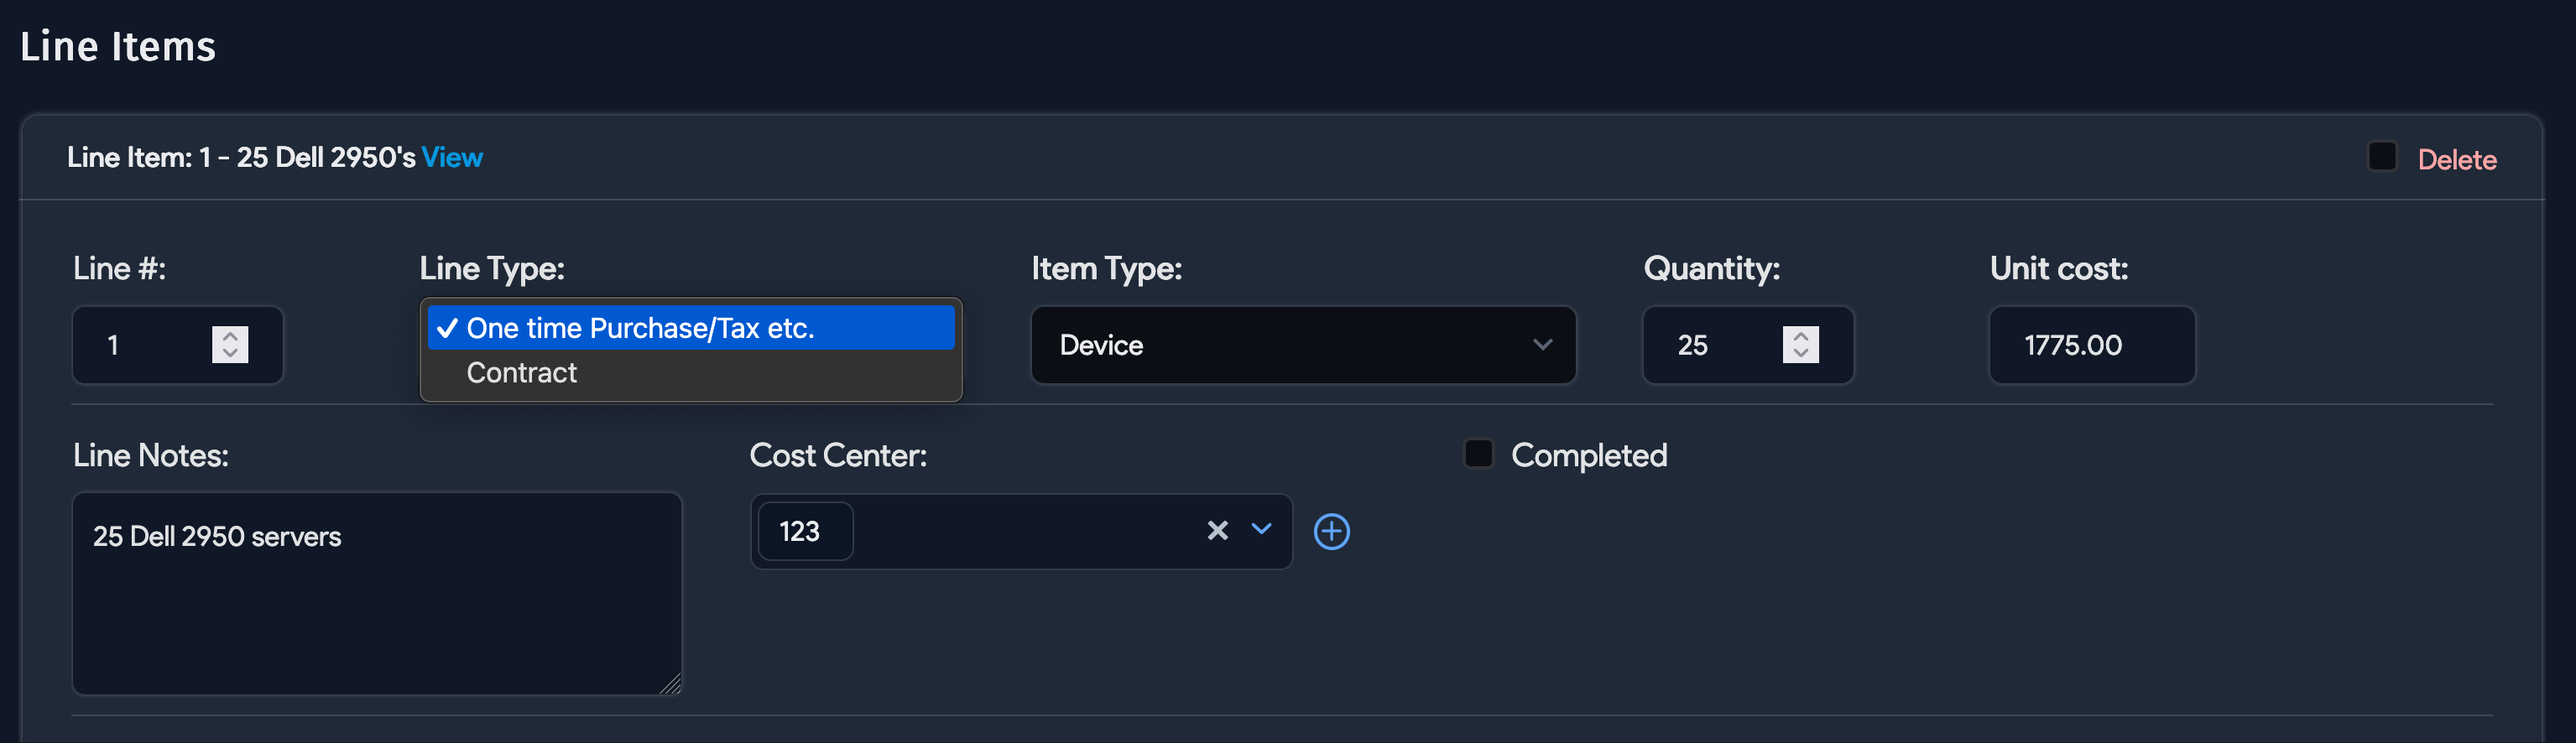 Line Items
Line Item: 1 - 25 Dell 2950's View
Delete
Line #:
Line Type:
Item Type:
Quantity:
Unit cost:
1
✓ One time Purchase/Tax etc.
Contract
Device
25
1775.00
Line Notes:
Cost Center:
Completed
25 Dell 2950 servers
123